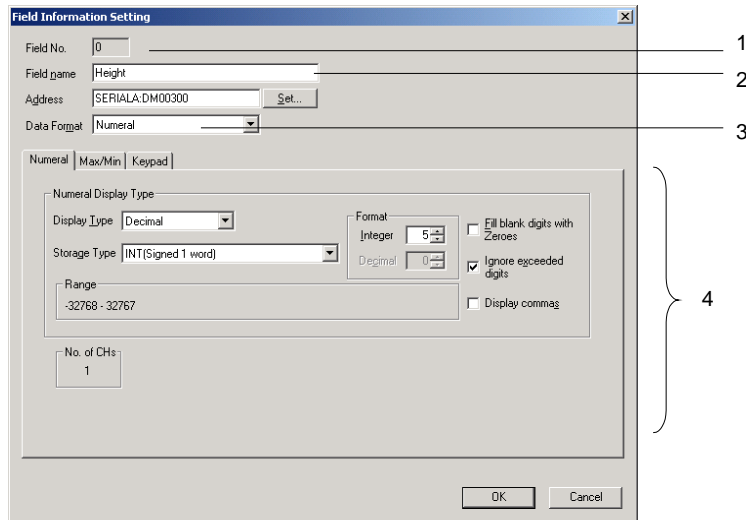 Field Information Setting
Field No. 0 1
Field name Height 2
Address SERIALA:DM00300 Set...
Data Format Numeral 3
Numeral Max/Min Keypad
Numeral Display Type
Display Type Decimal
Format
Integer 5
Decimal 0
Fill blank digits with
Zeroes
Storage Type INT(Signed 1 word)
Ignore exceeded
digits
Range
-32768 - 32767
Display commas
4
No. of CHs
1
OK Cancel